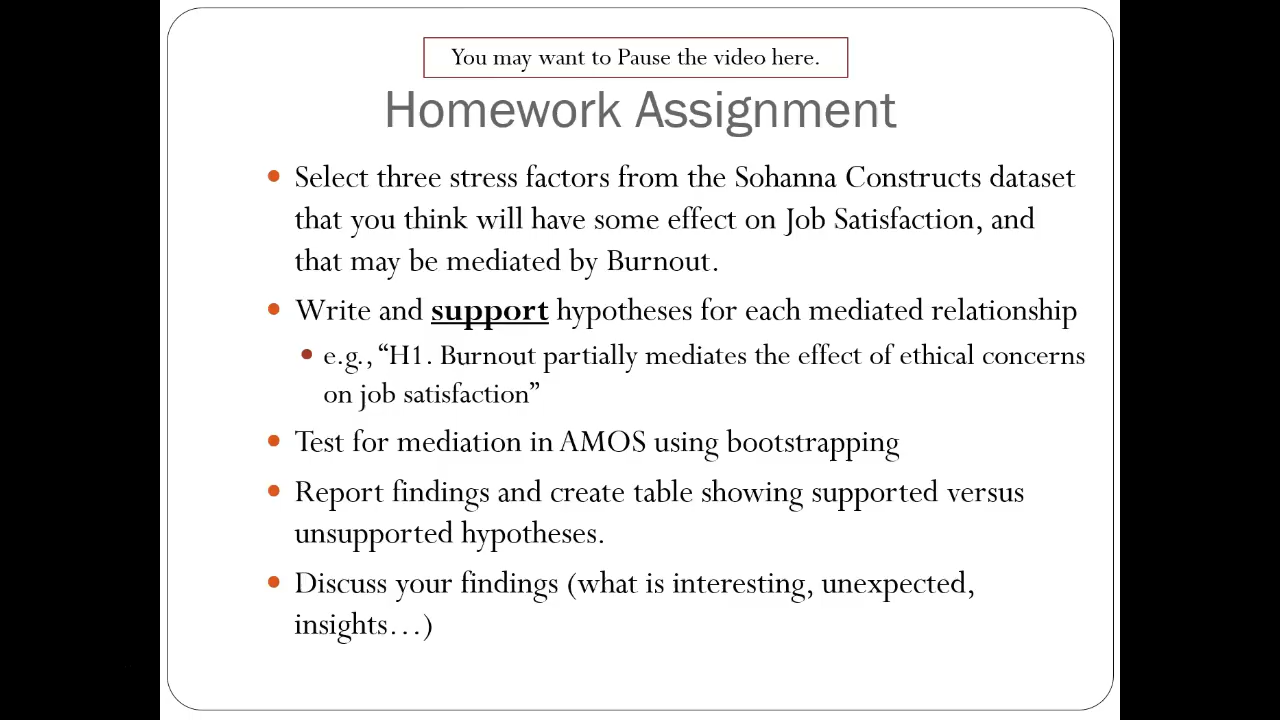 You may want to Pause the video here.
Homework Assignment
• Select three stress factors from the Sohanna Constructs dataset
that you think will have some effect on Job Satisfaction, and
that may be mediated by Burnout.
• Write and support hypotheses for each mediated relationship
• e.g., “H1. Burnout partially mediates the effect of ethical concerns
on job satisfaction”
• Test for mediation in AMOS using bootstrapping
• Report findings and create table showing supported versus
unsupported hypotheses.
• Discuss your findings (what is interesting, unexpected,
insights…)